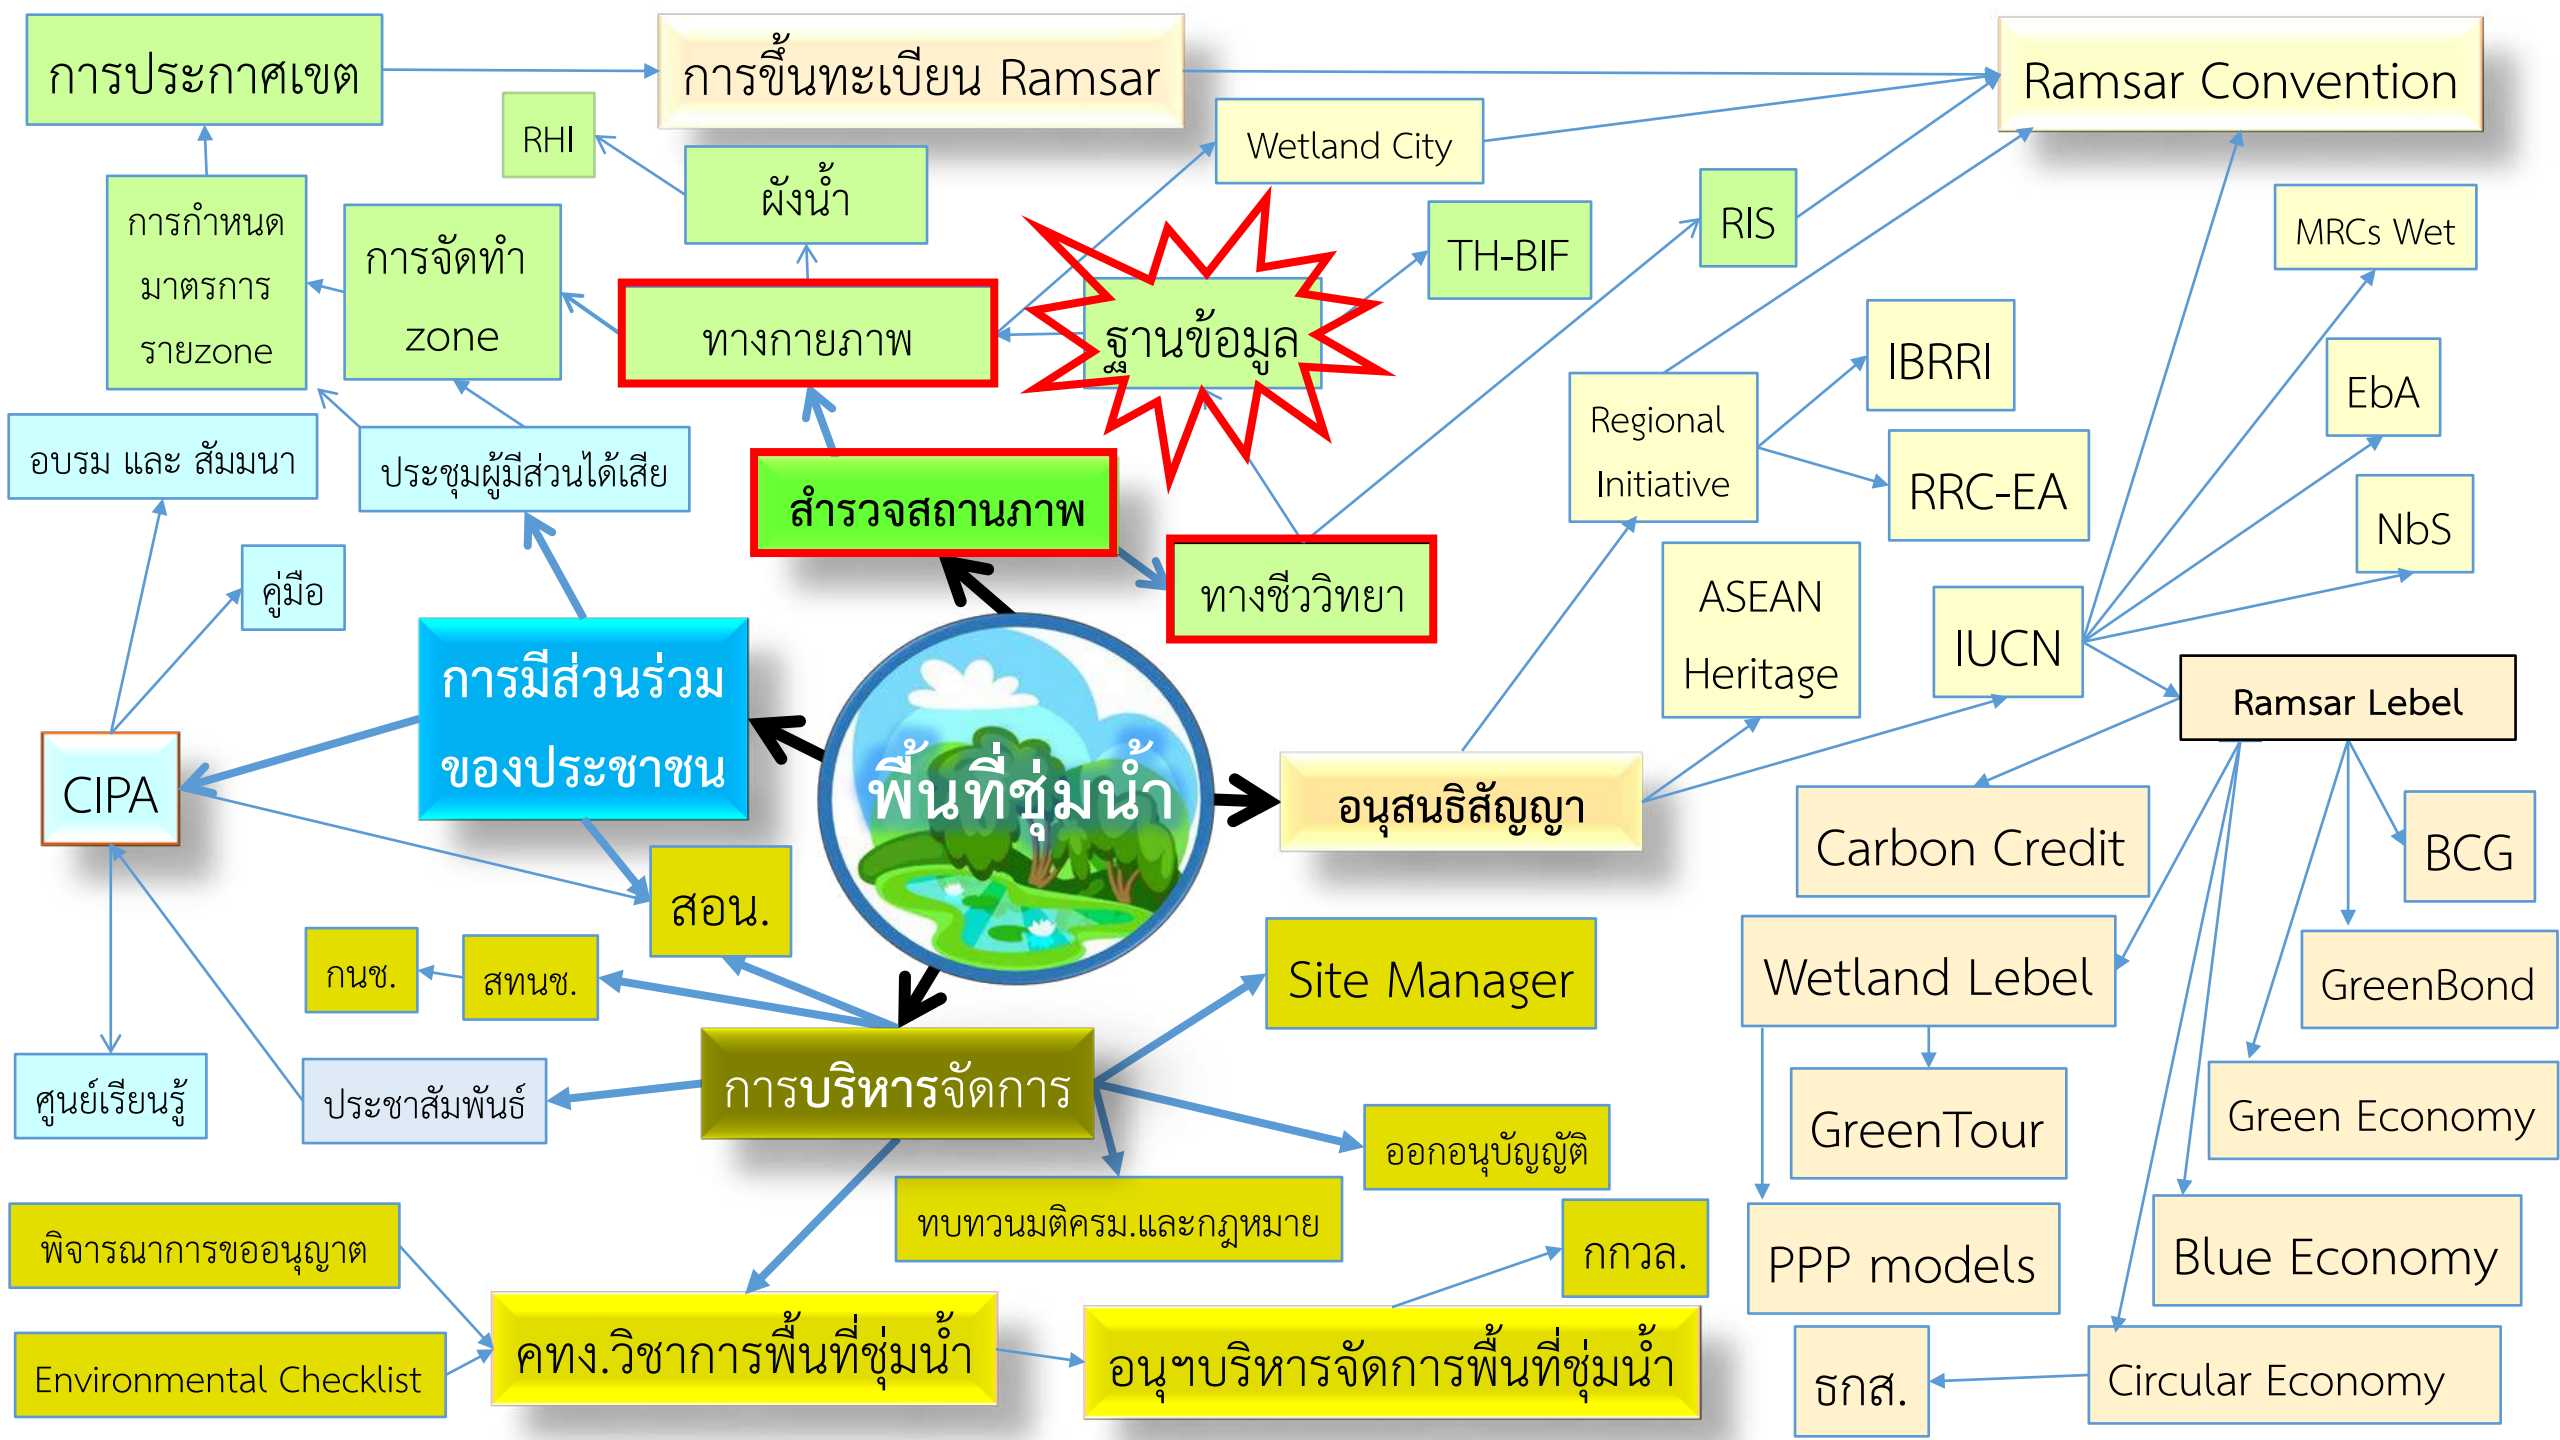 การประกาศเขต
การขึ้นทะเบียน Ramsar
Ramsar Convention
RHI
Wetland City
ผังน้ำ
การกำหนด
มาตรการ
รายzone
การจัดทำ
zone
ทางกายภาพ
ฐานข้อมูล
TH-BIF
RIS
MRCs Wet
IBRRI
EbA
Regional
Initiative
RRC-EA
NbS
อบรม และ สัมมนา
ประชุมผู้มีส่วนได้เสีย
สำรวจสถานภาพ
ทางชีววิทยา
คู่มือ
ASEAN
Heritage
IUCN
Ramsar Lebel
การมีส่วนร่วม
ของประชาชน
พื้นที่ชุ่มน้ำ
CIPA
อนุสนธิสัญญา
Carbon Credit
BCG
สอน.
กนช.
สทนช.
Site Manager
Wetland Lebel
GreenBond
ศูนย์เรียนรู้
ประชาสัมพันธ์
การบริหารจัดการ
ออกอนุบัญญัติ
GreenTour
Green Economy
ทบทวนมติครม.และกฎหมาย
พิจารณาการขออนุญาต
กกวล.
PPP models
Blue Economy
Environmental Checklist
คทง.วิชาการพื้นที่ชุ่มน้ำ
อนุฯบริหารจัดการพื้นที่ชุ่มน้ำ
ธกส.
Circular Economy